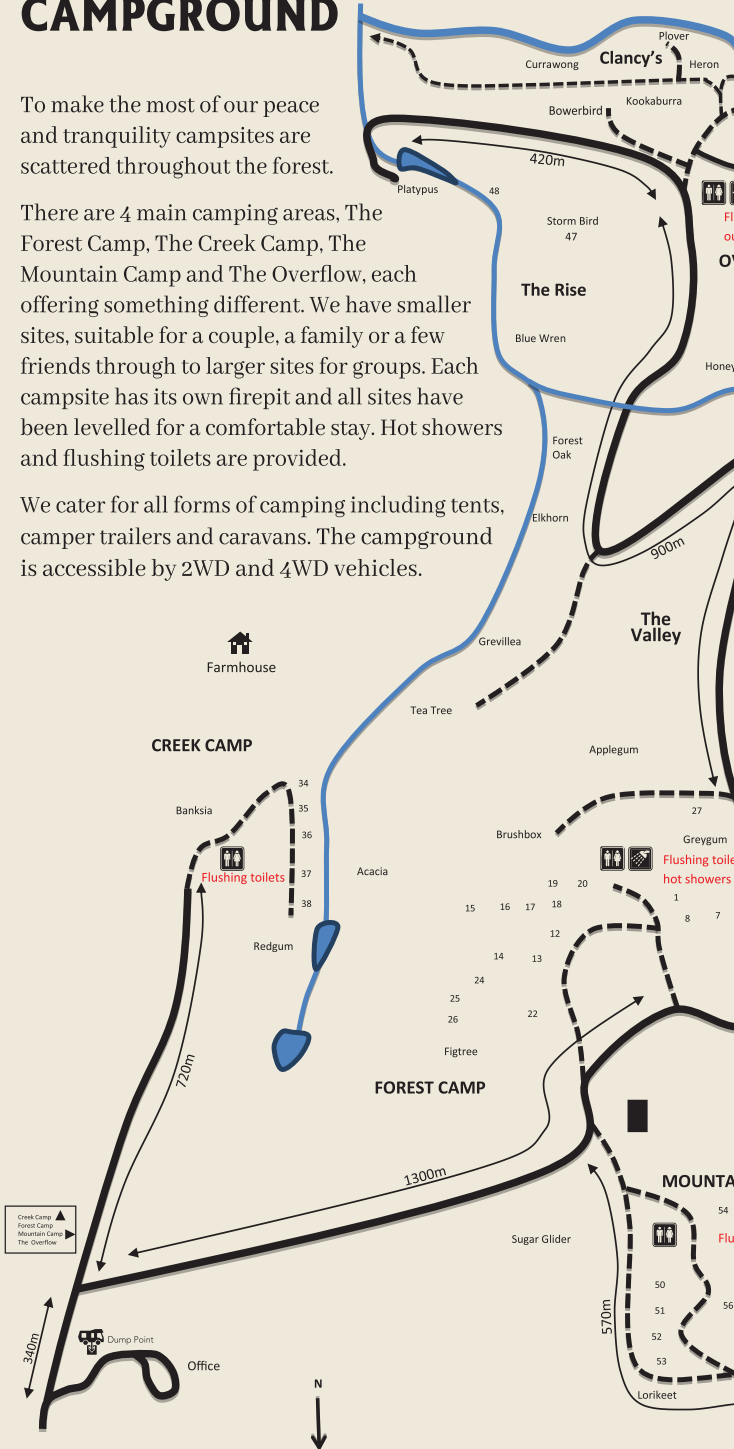 CAMPGROUND
To make the most of our peace
and tranquility campsites are
scattered throughout the forest.
There are 4 main camping areas, The
Forest Camp, The Creek Camp, The
Mountain Camp and The Overflow, each
offering something different. We have smaller
sites, suitable for a couple, a family or a few
friends through to larger sites for groups. Each
campsite has its own firepit and all sites have
been levelled for a comfortable stay. Hot showers
and flushing toilets are provided.
We cater for all forms of camping including tents,
camper trailers and caravans. The campground
is accessible by 2WD and 4WD vehicles.
Plover
Clancy's
Currawong
Heron
Kookaburra
Bowerbird
420m
Platypus
48
Storm Bird
47
Fl
ou
OV
The Rise
Blue Wren
Honey
Forest
Oak
Elkhorn
900m
The
Valley
Grevillea
Farmhouse
Tea Tree
CREEK CAMP
Applegum
34
35
36
37
38
Banksia
Flushing toilets
27
Brushbox
Greygum
Flushing toile
hot showers
Acacia
19
20
1
15
16
17
18
8
7
12
Redgum
14
13
24
25
26
22
Figtree
720m
FOREST CAMP
1300m
MOUNTA
54
Creek Camp
Forest Camp
Mountain Camp
The Overflow
Sugar Glider
Flu
50
51
52
53
56
570m
340m
Dump Point
Office
N
Lorikeet